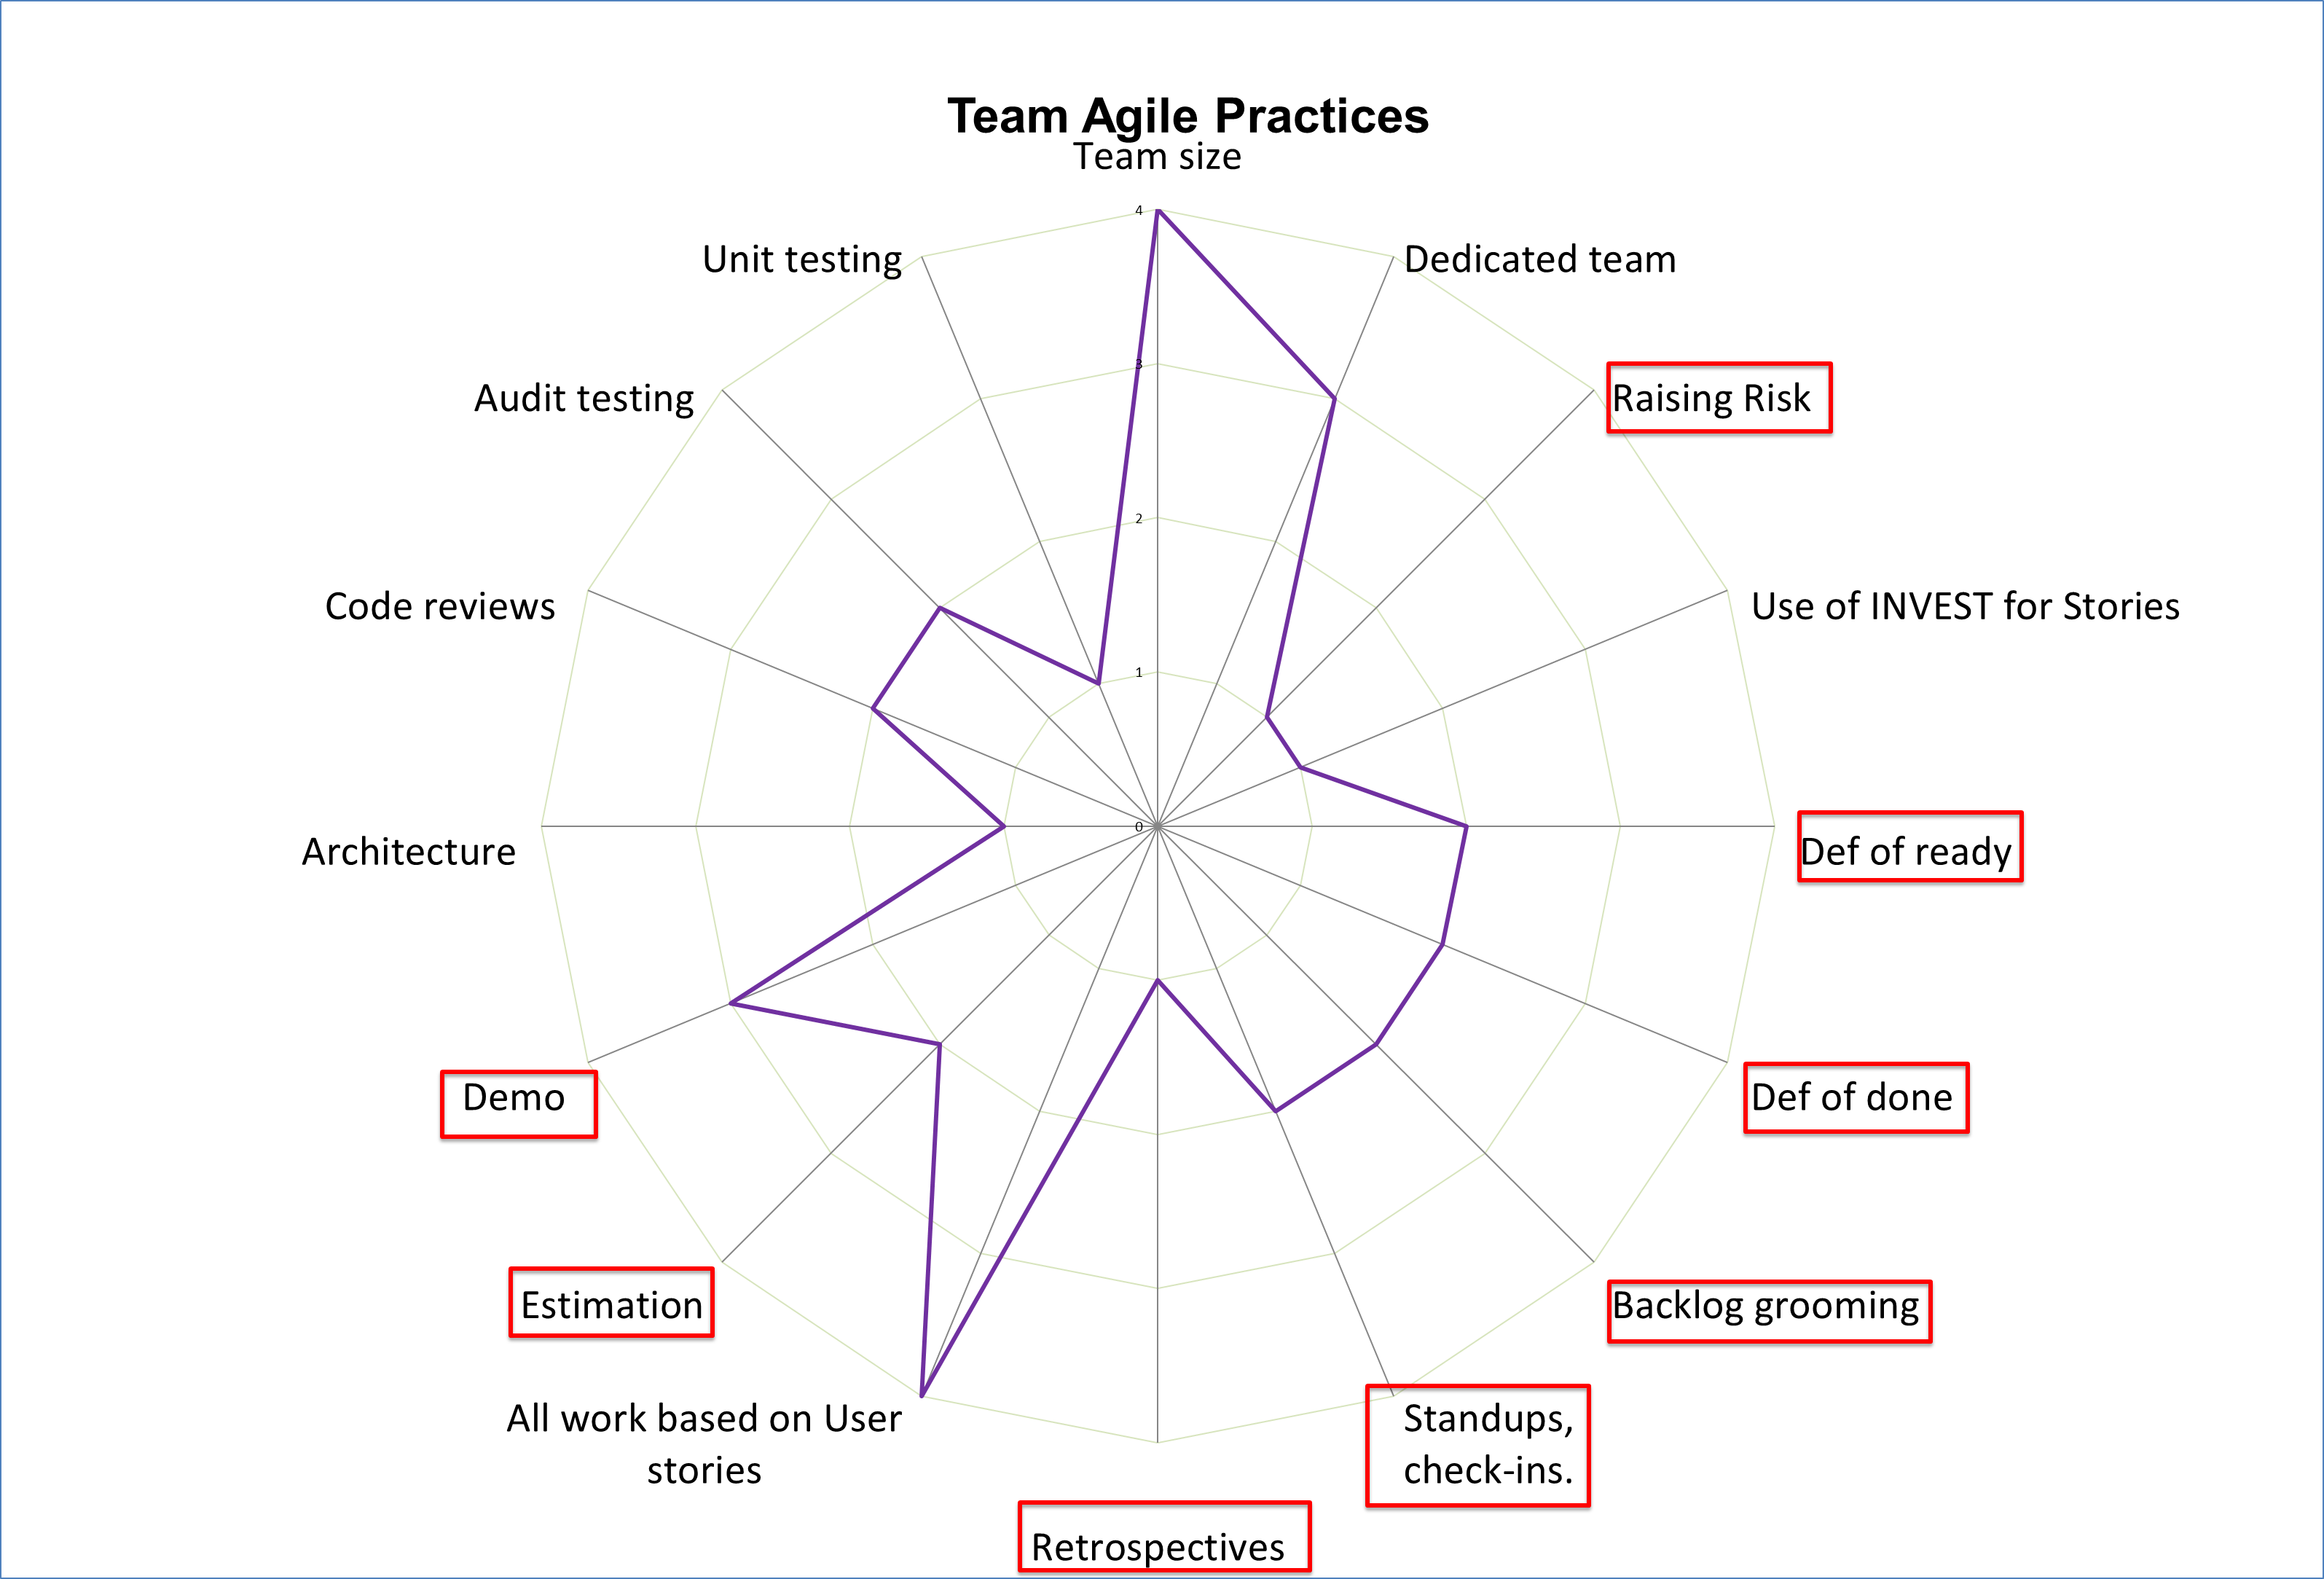 Team Agile Practices
Team size
4
Unit testing
Dedicated team
3
Audit testing
Raising Risk
2
Code reviews
Use of INVEST for Stories
1
0
Architecture
Def of ready
Demo
Def of done
Estimation
Backlog grooming
All work based on User
stories
Standups,
check-ins.
Retrospectives